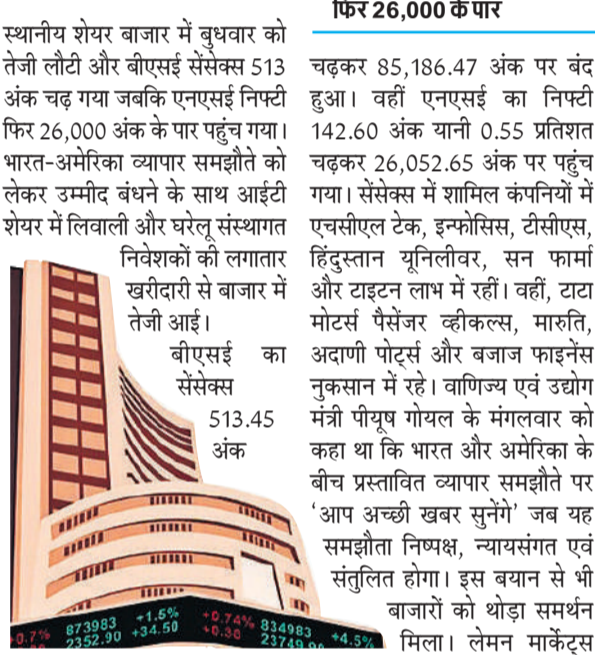 फिर 26,000 के पार
स्थानीय शेयर बाजार में बुधवार को
तेजी लौटी और बीएसई सेंसेक्स 513
अंक चढ़ गया जबकि एनएसई निफ्टी
फिर 26,000 अंक के पार पहुंच गया।
भारत-अमेरिका व्यापार समझौते को
लेकर उम्मीद बंधने के साथ आईटी
शेयर में लिवाली और घरेलू संस्थागत
निवेशकों की लगातार
खरीदारी से बाजार में
तेजी आई।
बीएसई का
सेंसेक्स
513.45
अंक
चढ़कर 85,186.47 अंक पर बंद
हुआ। वहीं एनएसई का निफ्टी
142.60 अंक यानी 0.55 प्रतिशत
चढ़कर 26,052.65 अंक पर पहुंच
गया। सेंसेक्स में शामिल कंपनियों में
एचसीएल टेक, इन्फोसिस, टीसीएस,
हिंदुस्तान यूनिलीवर, सन फार्मा
और टाइटन लाभ में रहीं। वहीं, टाटा
मोटर्स पैसेंजर व्हीकल्स, मारुति,
अदाणी पोर्ट्स और बजाज फाइनेंस
नुकसान में रहे। वाणिज्य एवं उद्योग
मंत्री पीयूष गोयल के मंगलवार को
कहा था कि भारत और अमेरिका के
बीच प्रस्तावित व्यापार समझौते पर
‘आप अच्छी खबर सुनेंगे’ जब यह
समझौता निष्पक्ष, न्यायसंगत एवं
संतुलित होगा। इस बयान से भी
बाजारों को थोड़ा समर्थन
मिला। लेमन मार्केट्स
0.7% 873983 +1.5% +0.74% 834983
2352.90 +34.50 +0.30 +4.5%